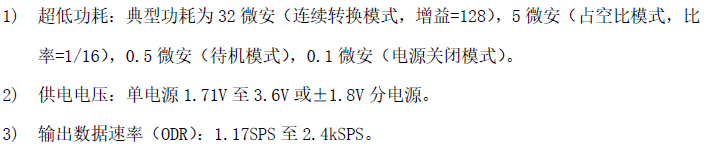 1) 超低功耗：典型功耗为 32 微安（连续转换模式，增益=128），5 微安（占空比模式，比
率=1/16），0.5 微安（待机模式），0.1 微安（电源关闭模式）。
2) 供电电压：单电源 1.71V 至 3.6V 或±1.8V 分电源。
3) 输出数据速率（ODR）：1.17SPS 至 2.4kSPS。